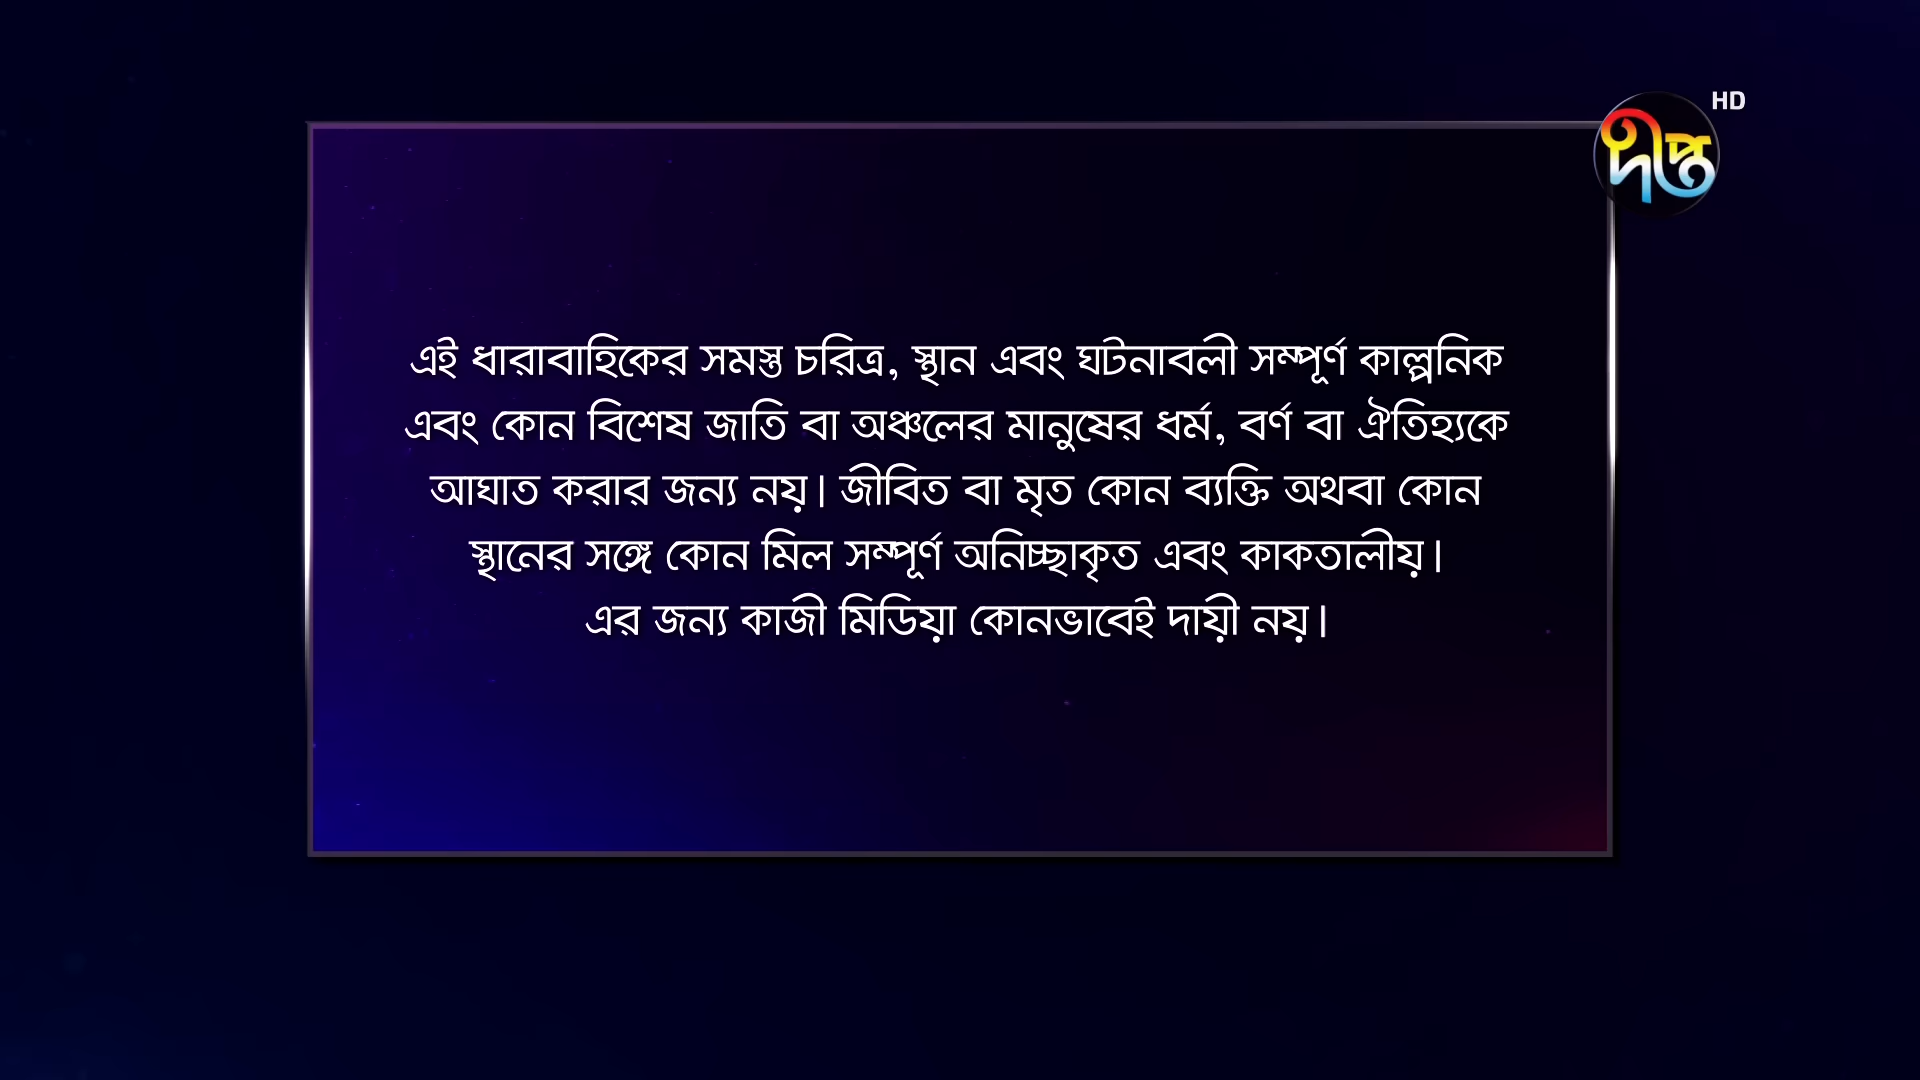 HD
দীপ্ত
এই ধারাবাহিকের সমস্ত চরিত্র, স্থান এবং ঘটনাবলী সম্পূর্ণ কাল্পনিক
এবং কোন বিশেষ জাতি বা অঞ্চলের মানুষের ধর্ম, বর্ণ বা ঐতিহ্যকে
আঘাত করার জন্য নয়। জীবিত বা মৃত কোন ব্যক্তি অথবা কোন
স্থানের সঙ্গে কোন মিল সম্পূর্ণ অনিচ্ছাকৃত এবং কাকতালীয়।
এর জন্য কাজী মিডিয়া কোনভাবেই দায়ী নয়।